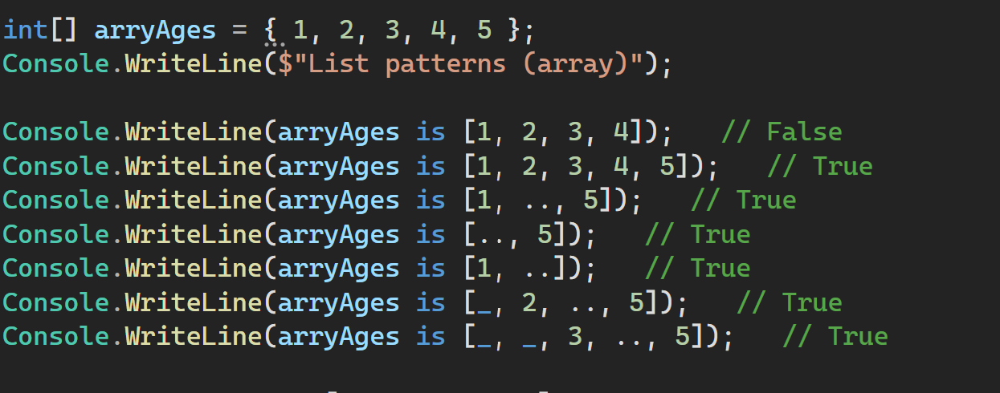 int[] arryAges = { 1, 2, 3, 4, 5 };
Console.WriteLine($"List patterns (array)");
Console.WriteLine(arryAges is [1, 2, 3, 4]);   // False
Console.WriteLine(arryAges is [1, 2, 3, 4, 5]);   // True
Console.WriteLine(arryAges is [1, .., 5]);   // True
Console.WriteLine(arryAges is [.., 5]);   // True
Console.WriteLine(arryAges is [1, ..]);   // True
Console.WriteLine(arryAges is [_, 2, .., 5]);   // True
Console.WriteLine(arryAges is [_, _, 3, .., 5]);   // True